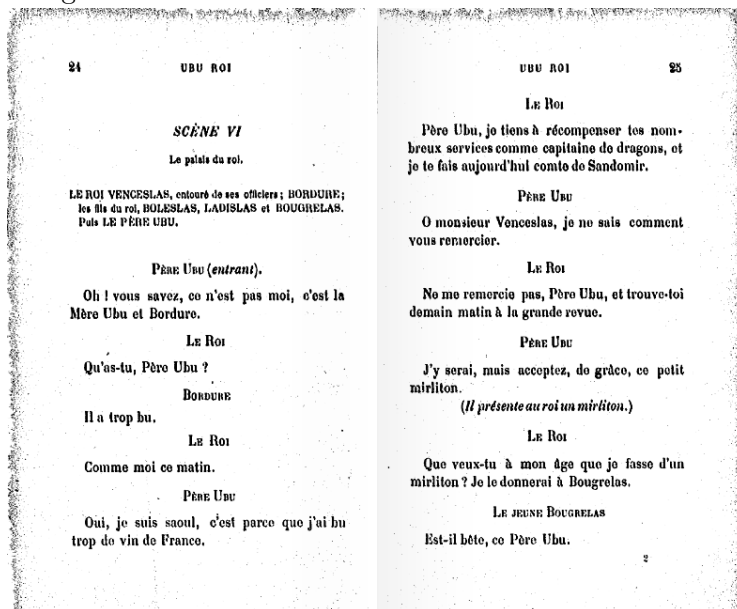 24 UBU ROI
SCÈNE VI
Le palais du roi.
LE ROI VENCESLAS, entouré de ses officiers ; BORDURE ;
les fils du roi, BOLESLAS, LADISLAS et BOUGRELAS.
Puis LE PÈRE UBU.
PÈRE UBU (entrant).
Oh ! vous savez, ce n'est pas moi, c'est la
Mère Ubu et Bordure.
LE ROI
Qu'as-tu, Père Ubu ?
BORDURE
Il a trop bu.
LE ROI
Comme moi ce matin.
PÈRE UBU
Oui, je suis saoul, c'est parce que j'ai bu
trop de vin de France.
UBU ROI 25
LE ROI
Père Ubu, je tiens à récompenser tes nom-
breux services comme capitaine de dragons, et
je te fais aujourd'hui comte de Sandomir.
PÈRE UBU
O monsieur Venceslas, je ne sais comment
vous remercier.
LE ROI
Ne me remercie pas, Père Ubu, et trouve-toi
demain matin à la grande revue.
PÈRE UBU
J'y serai, mais acceptez, de grâce, ce petit
mirliton.
(Il présente au roi un mirliton.)
LE ROI
Que veux-tu à mon âge que je fasse d'un
mirliton ? Je le donnerai à Bougrelas.
LE JEUNE BOUGRELAS
Est-il bête, ce Père Ubu.
2